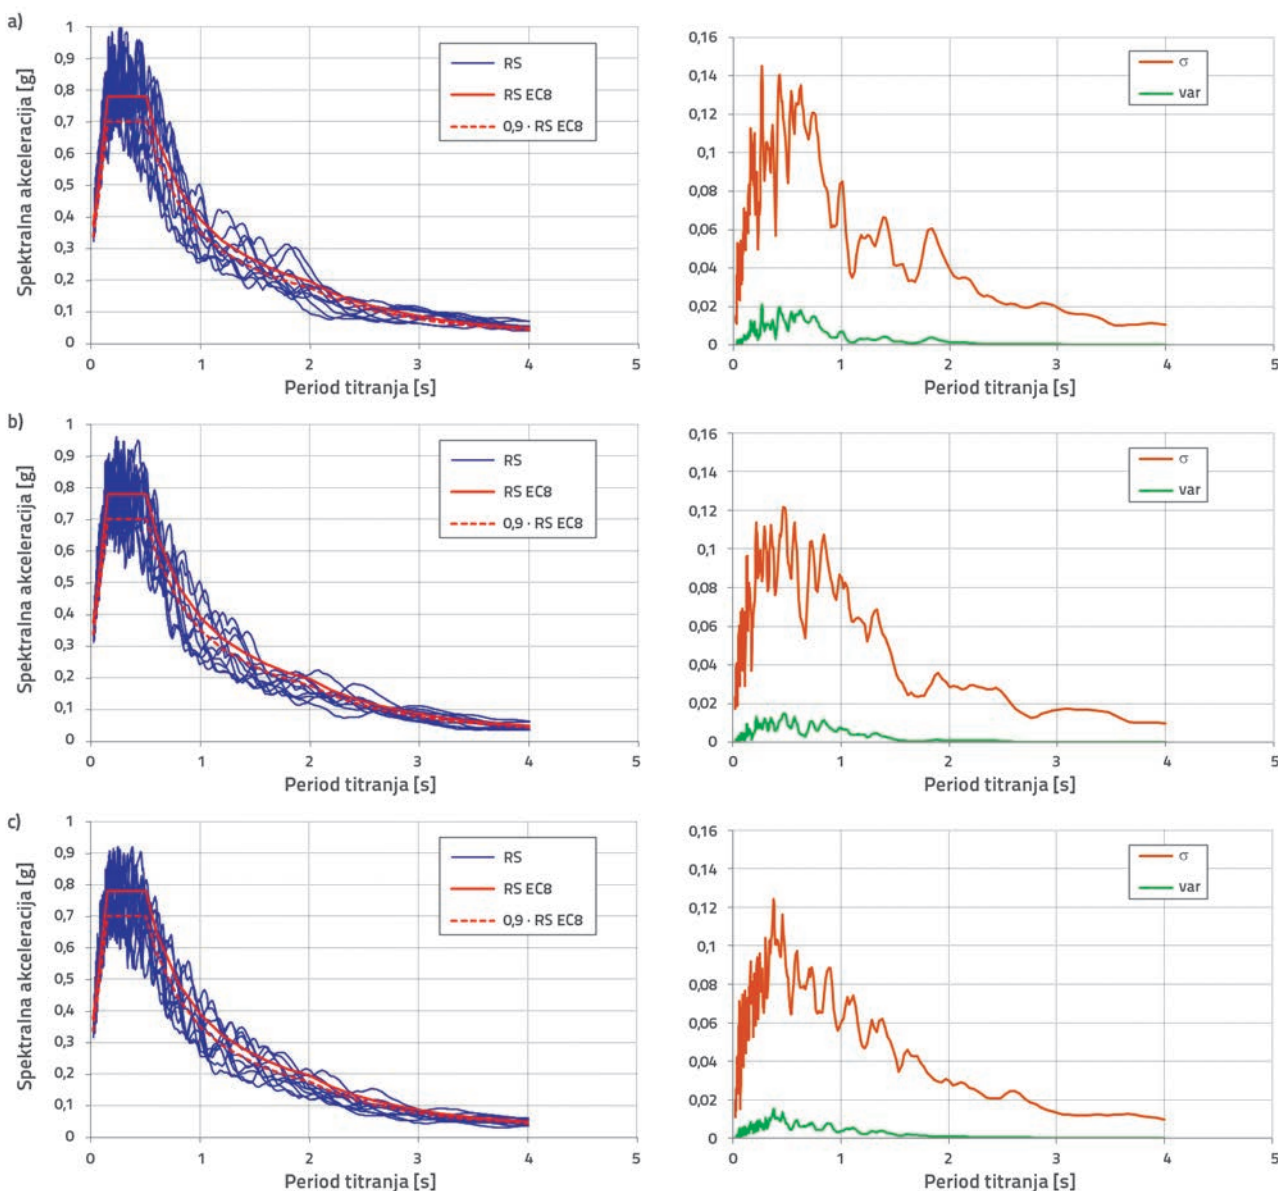 a)
Spektralna akceleracija [g]
1
0,9
0,8
0,7
0,6
0,5
0,4
0,3
0,2
0,1
0
RS
RS EC8
0,9 · RS EC8
0 1 2 3 4 5
Period titranja [s]
0,16
0,14
0,12
0,1
0,08
0,06
0,04
0,02
0
σ
var
0 1 2 3 4 5
Period titranja [s]
b)
Spektralna akceleracija [g]
1
0,9
0,8
0,7
0,6
0,5
0,4
0,3
0,2
0,1
0
RS
RS EC8
0,9 · RS EC8
0 1 2 3 4 5
Period titranja [s]
0,16
0,14
0,12
0,1
0,08
0,06
0,04
0,02
0
σ
var
0 1 2 3 4 5
Period titranja [s]
c)
Spektralna akceleracija [g]
1
0,9
0,8
0,7
0,6
0,5
0,4
0,3
0,2
0,1
0
RS
RS EC8
0,9 · RS EC8
0 1 2 3 4 5
Period titranja [s]
0,16
0,14
0,12
0,1
0,08
0,06
0,04
0,02
0
σ
var
0 1 2 3 4 5
Period titranja [s]